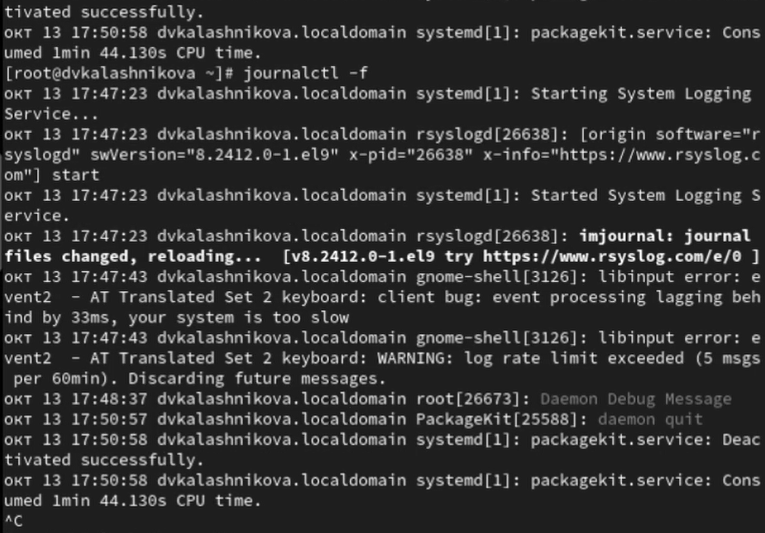 tivated successfully.
окт 13 17:50:58 dvkalashnikova.localdomain systemd[1]: packagekit.service: Cons
umed 1min 44.130s CPU time.
[root@dvkalashnikova ~]# journalctl -f
окт 13 17:47:23 dvkalashnikova.localdomain systemd[1]: Starting System Logging
Service...
окт 13 17:47:23 dvkalashnikova.localdomain rsyslogd[26638]: [origin software="r
syslogd" swVersion="8.2412.0-1.el9" x-pid="26638" x-info="https://www.rsyslog.c
om"] start
окт 13 17:47:23 dvkalashnikova.localdomain systemd[1]: Started System Logging S
ervice.
окт 13 17:47:23 dvkalashnikova.localdomain rsyslogd[26638]: imjournal: journal
files changed, reloading...  [v8.2412.0-1.el9 try https://www.rsyslog.com/e/0 ]
окт 13 17:47:43 dvkalashnikova.localdomain gnome-shell[3126]: libinput error: e
vent2  - AT Translated Set 2 keyboard: client bug: event processing lagging beh
ind by 33ms, your system is too slow
окт 13 17:47:43 dvkalashnikova.localdomain gnome-shell[3126]: libinput error: e
vent2  - AT Translated Set 2 keyboard: WARNING: log rate limit exceeded (5 msgs
 per 60min). Discarding future messages.
окт 13 17:48:37 dvkalashnikova.localdomain root[26673]: Daemon Debug Message
окт 13 17:50:57 dvkalashnikova.localdomain PackageKit[25588]: daemon quit
окт 13 17:50:58 dvkalashnikova.localdomain systemd[1]: packagekit.service: Deac
tivated successfully.
окт 13 17:50:58 dvkalashnikova.localdomain systemd[1]: packagekit.service: Cons
umed 1min 44.130s CPU time.
^C